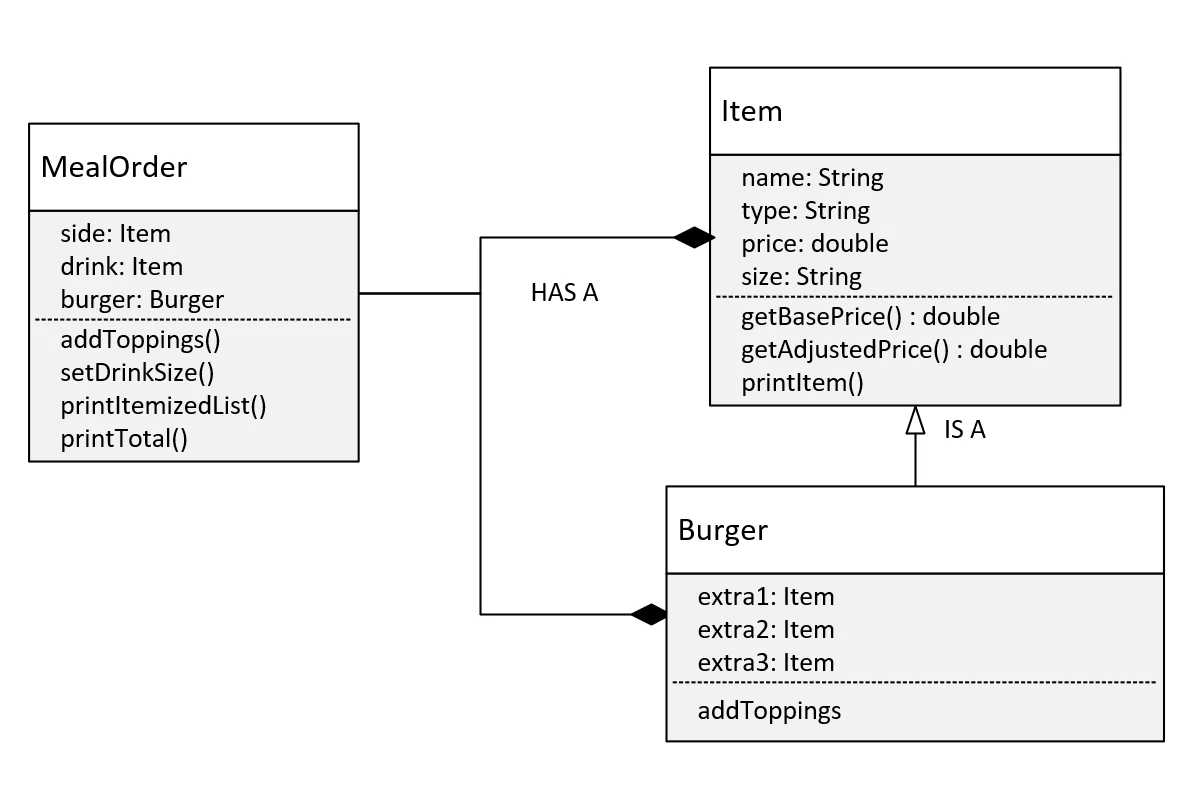 MealOrder
side: Item
drink: Item
burger: Burger
addToppings()
setDrinkSize()
printItemizedList()
printTotal()
HAS A
Item
name: String
type: String
price: double
size: String
getBasePrice() : double
getAdjustedPrice() : double
printItem()
IS A
Burger
extra1: Item
extra2: Item
extra3: Item
addToppings